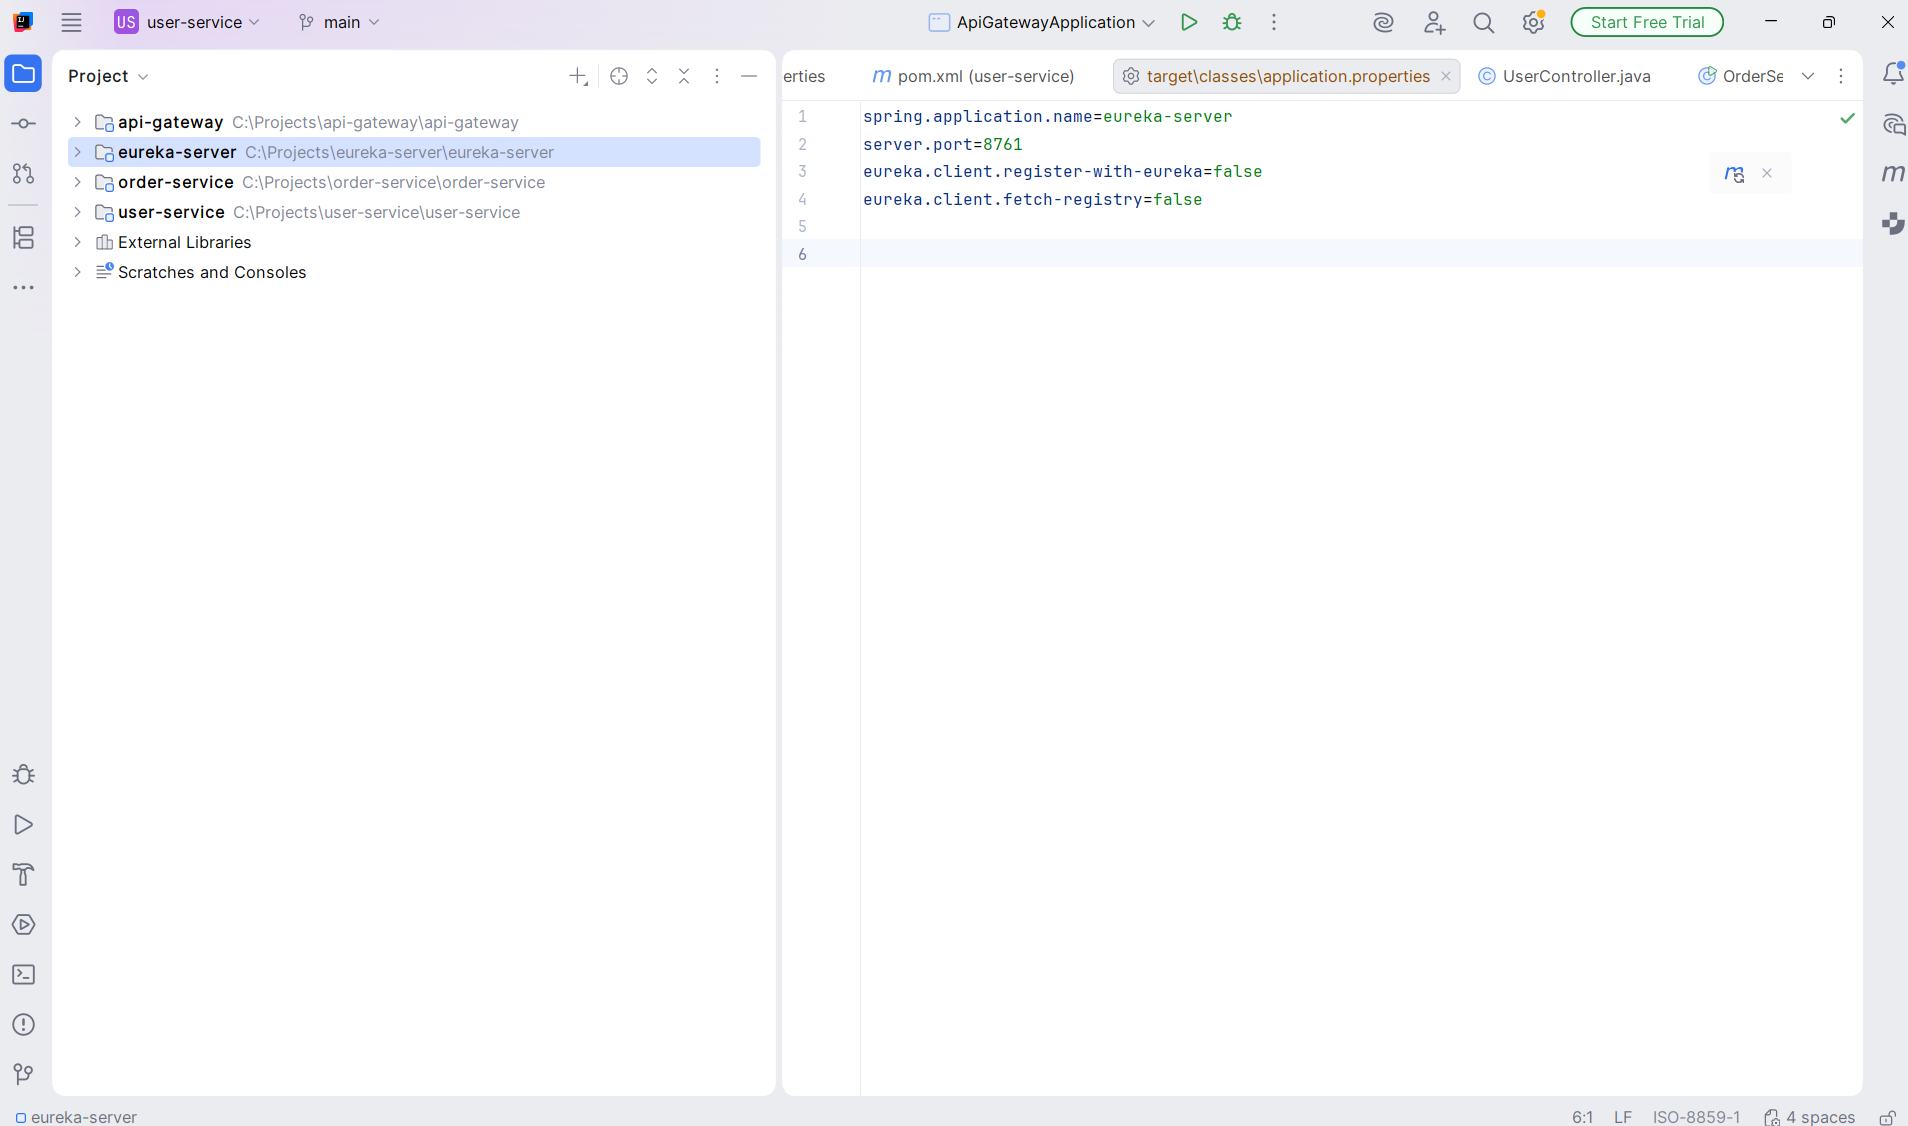 US user-service main ApiGatewayApplication Start Free Trial
Project
erties m pom.xml (user-service) target\classes\application.properties UserController.java OrderSe
api-gateway C:\Projects\api-gateway\api-gateway
eureka-server C:\Projects\eureka-server\eureka-server
order-service C:\Projects\order-service\order-service
user-service C:\Projects\user-service\user-service
External Libraries
Scratches and Consoles
1 spring.application.name=eureka-server
2 server.port=8761
3 eureka.client.register-with-eureka=false
4 eureka.client.fetch-registry=false
5
6
eureka-server 6:1 LF ISO-8859-1 4 spaces